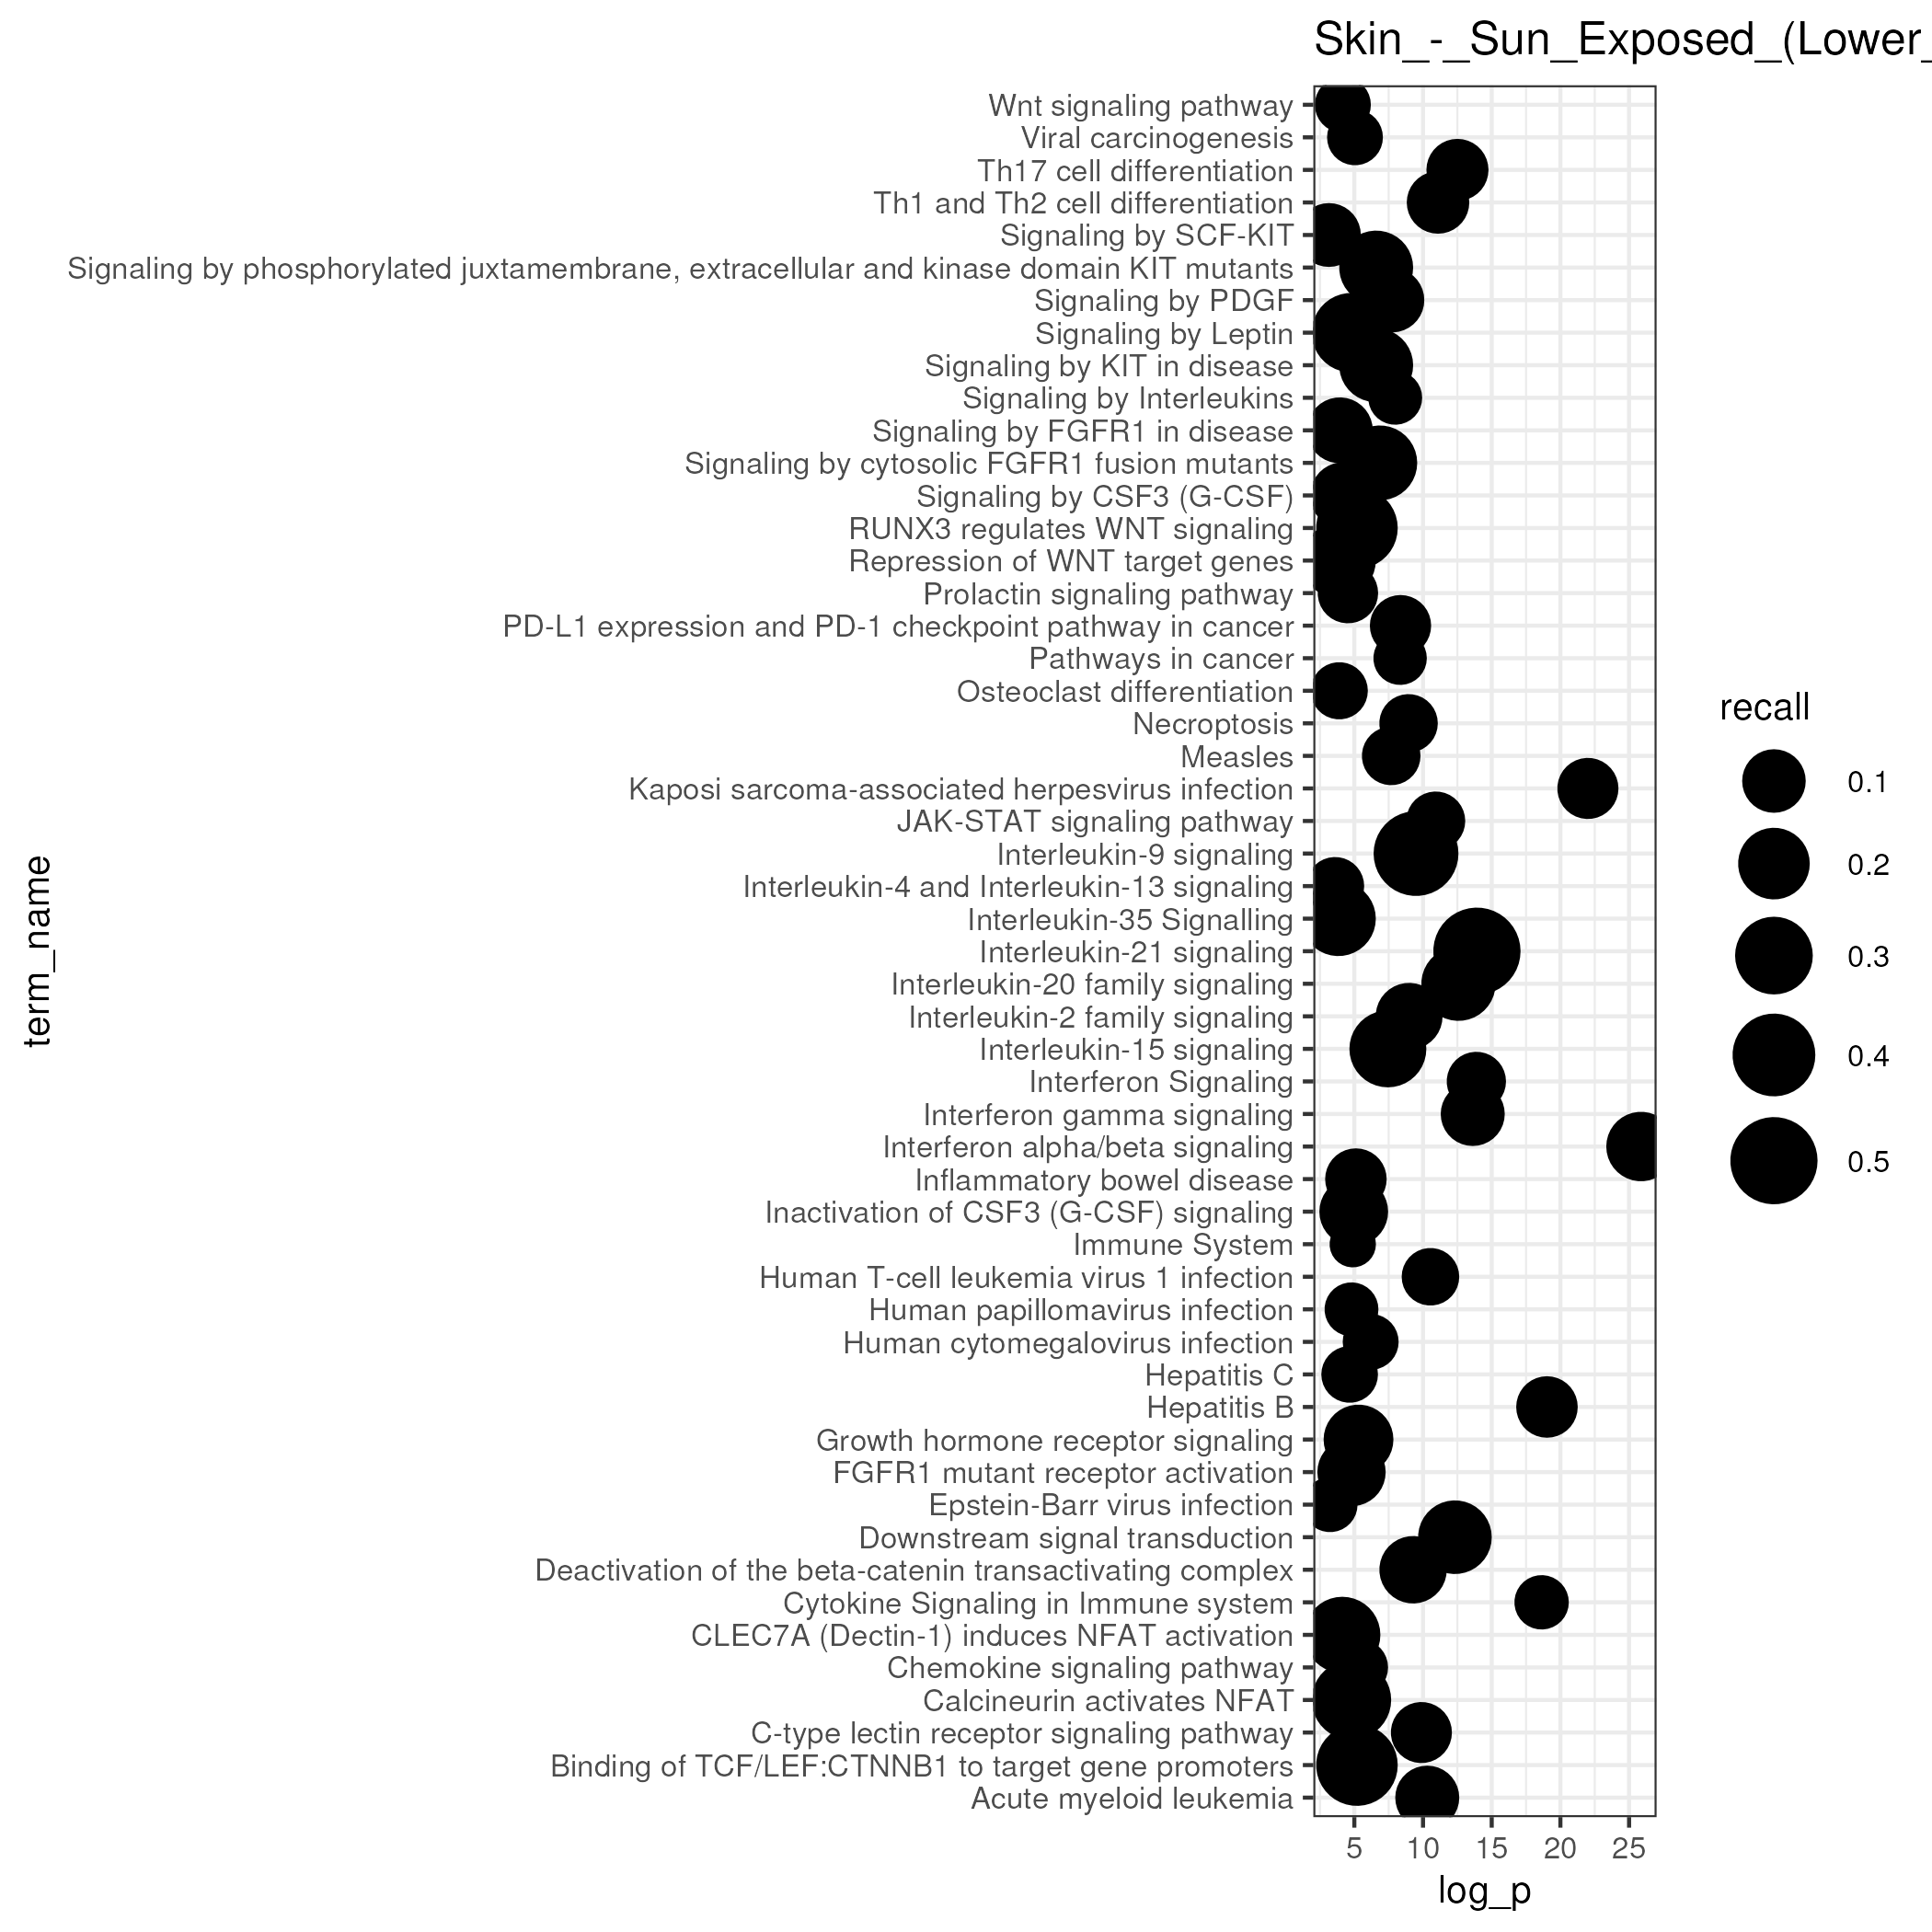 Skin_-_Sun_Exposed_(Lower_
Wnt signaling pathway
Viral carcinogenesis
Th17 cell differentiation
Th1 and Th2 cell differentiation
Signaling by SCF-KIT
Signaling by phosphorylated juxtamembrane, extracellular and kinase domain KIT mutants
Signaling by PDGF
Signaling by Leptin
Signaling by KIT in disease
Signaling by Interleukins
Signaling by FGFR1 in disease
Signaling by cytosolic FGFR1 fusion mutants
Signaling by CSF3 (G-CSF)
RUNX3 regulates WNT signaling
Repression of WNT target genes
Prolactin signaling pathway
PD-L1 expression and PD-1 checkpoint pathway in cancer
Pathways in cancer
Osteoclast differentiation
Necroptosis
Measles
Kaposi sarcoma-associated herpesvirus infection
JAK-STAT signaling pathway
Interleukin-9 signaling
Interleukin-4 and Interleukin-13 signaling
Interleukin-35 Signalling
Interleukin-21 signaling
Interleukin-20 family signaling
Interleukin-2 family signaling
Interleukin-15 signaling
Interferon Signaling
Interferon gamma signaling
Interferon alpha/beta signaling
Inflammatory bowel disease
Inactivation of CSF3 (G-CSF) signaling
Immune System
Human T-cell leukemia virus 1 infection
Human papillomavirus infection
Human cytomegalovirus infection
Hepatitis C
Hepatitis B
Growth hormone receptor signaling
FGFR1 mutant receptor activation
Epstein-Barr virus infection
Downstream signal transduction
Deactivation of the beta-catenin transactivating complex
Cytokine Signaling in Immune system
CLEC7A (Dectin-1) induces NFAT activation
Chemokine signaling pathway
Calcineurin activates NFAT
C-type lectin receptor signaling pathway
Binding of TCF/LEF:CTNNB1 to target gene promoters
Acute myeloid leukemia
term_name
5 10 15 20 25
log_p
recall
0.1
0.2
0.3
0.4
0.5